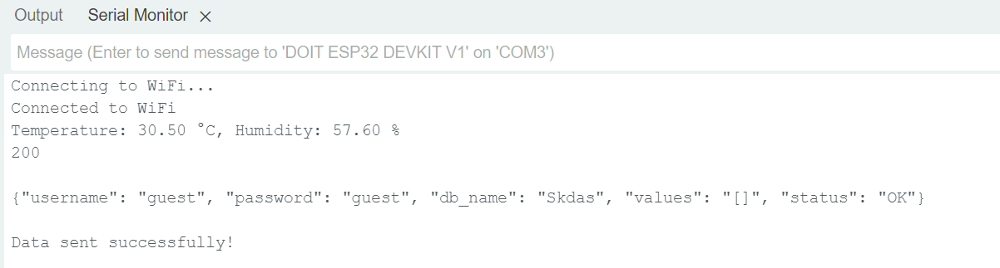 Output Serial Monitor ×
Message (Enter to send message to 'DOIT ESP32 DEVKIT V1' on 'COM3')
Connecting to WiFi...
Connected to WiFi
Temperature: 30.50 °C, Humidity: 57.60 %
200
{"username": "guest", "password": "guest", "db_name": "Skdas", "values": "[]", "status": "OK"}
Data sent successfully!